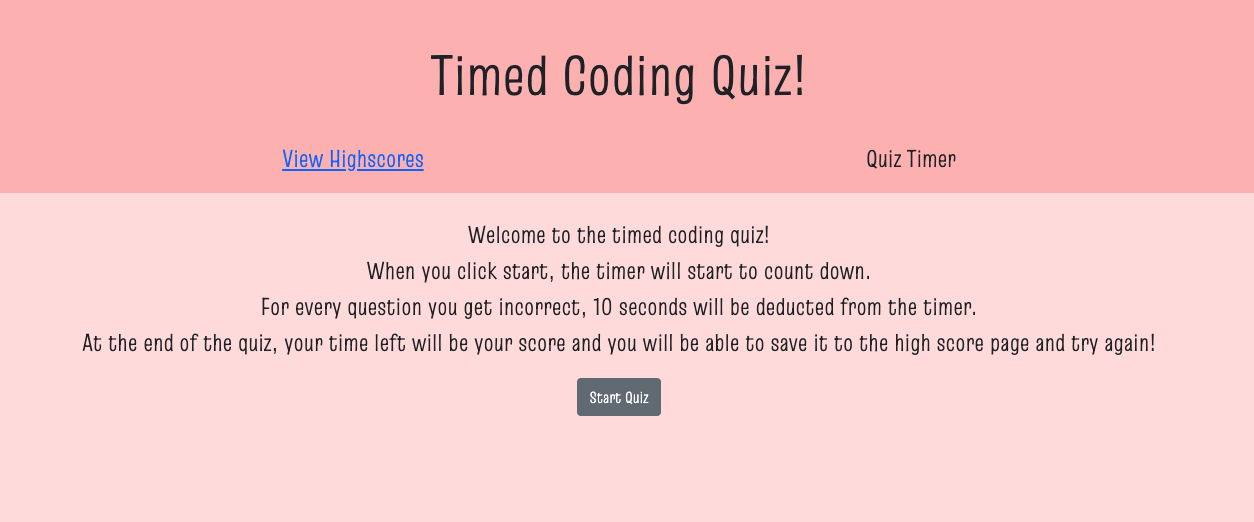 Timed Coding Quiz!
View Highscores
Quiz Timer
Welcome to the timed coding quiz!
When you click start, the timer will start to count down.
For every question you get incorrect, 10 seconds will be deducted from the timer.
At the end of the quiz, your time left will be your score and you will be able to save it to the high score page and try again!
Start Quiz